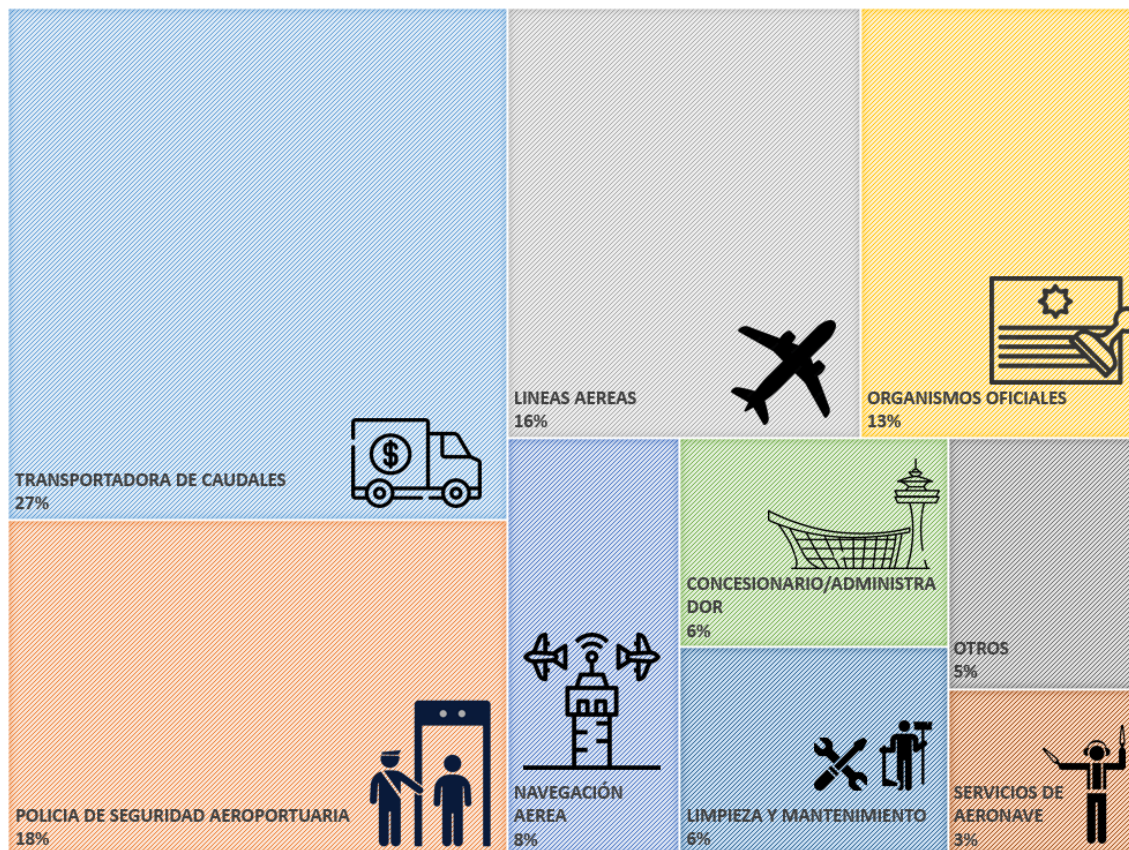 TRANSPORTADORA DE CAUDALES
27%
POLICIA DE SEGURIDAD AEROPORTUARIA
18%
LINEAS AEREAS
16%
ORGANISMOS OFICIALES
13%
NAVEGACIÓN
AEREA
8%
CONCESIONARIO/ADMINISTRA
DOR
6%
LIMPIEZA Y MANTENIMIENTO
6%
OTROS
5%
SERVICIOS DE
AERONAVE
3%
$